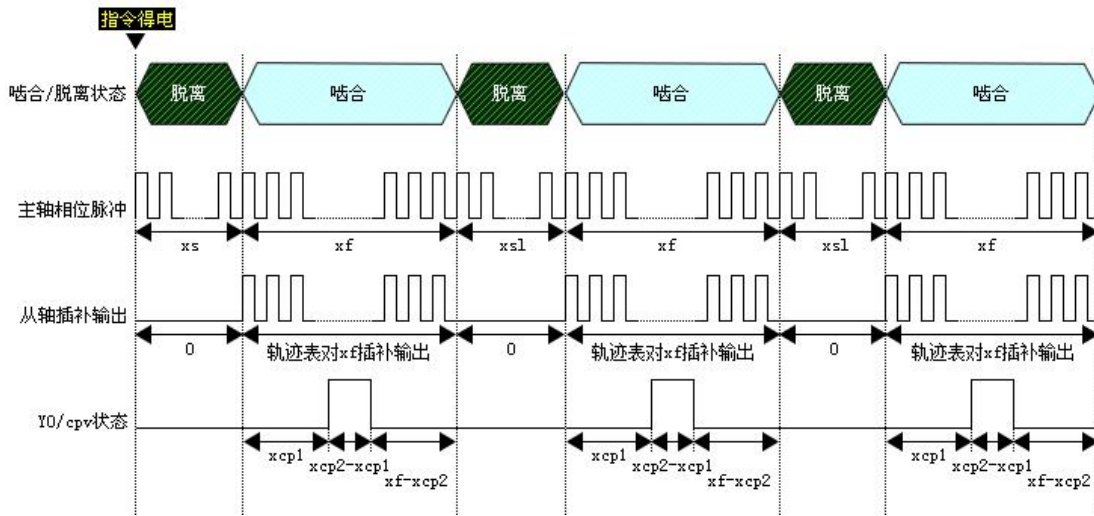 指令得电
啮合/脱离状态
脱离 啮合 脱离 啮合 脱离 啮合
主轴相位脉冲
xs xf xsl xf xsl xf
从轴插补输出
0 轨迹表对xf插补输出 0 轨迹表对xf插补输出 0 轨迹表对xf插补输出
Y0/cpv状态
xcp1 xcp2-xcp1 xf-xcp2 xcp1 xcp2-xcp1 xf-xcp2 xcp1 xcp2-xcp1 xf-xcp2